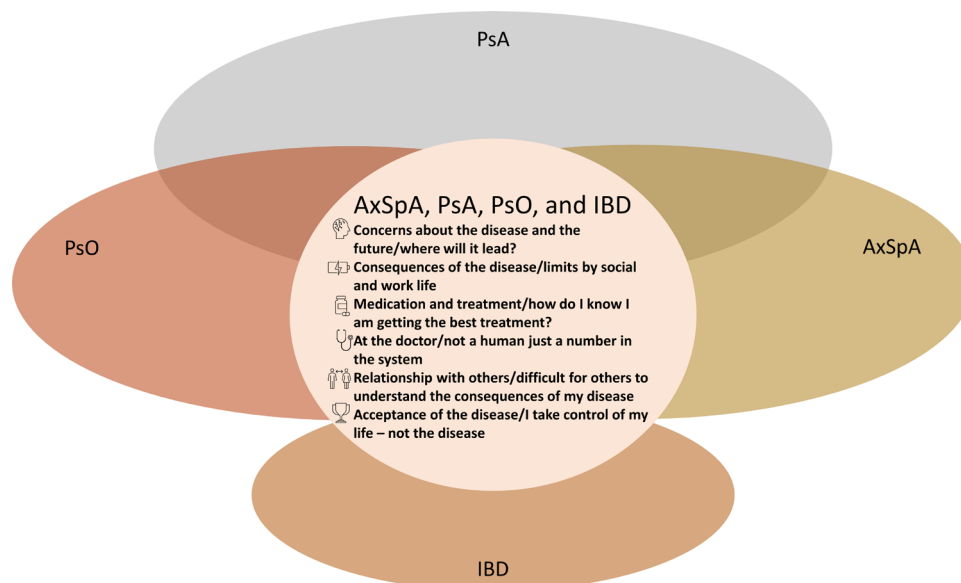 PsA
PsO
AxSpA
AxSpA, PsA, PsO, and IBD
Concerns about the disease and the
future/where will it lead?
Consequences of the disease/limits by social
and work life
Medication and treatment/how do I know I
am getting the best treatment?
At the doctor/not a human just a number in
the system
Relationship with others/difficult for others to
understand the consequences of my disease
Acceptance of the disease/I take control of my
life – not the disease
IBD